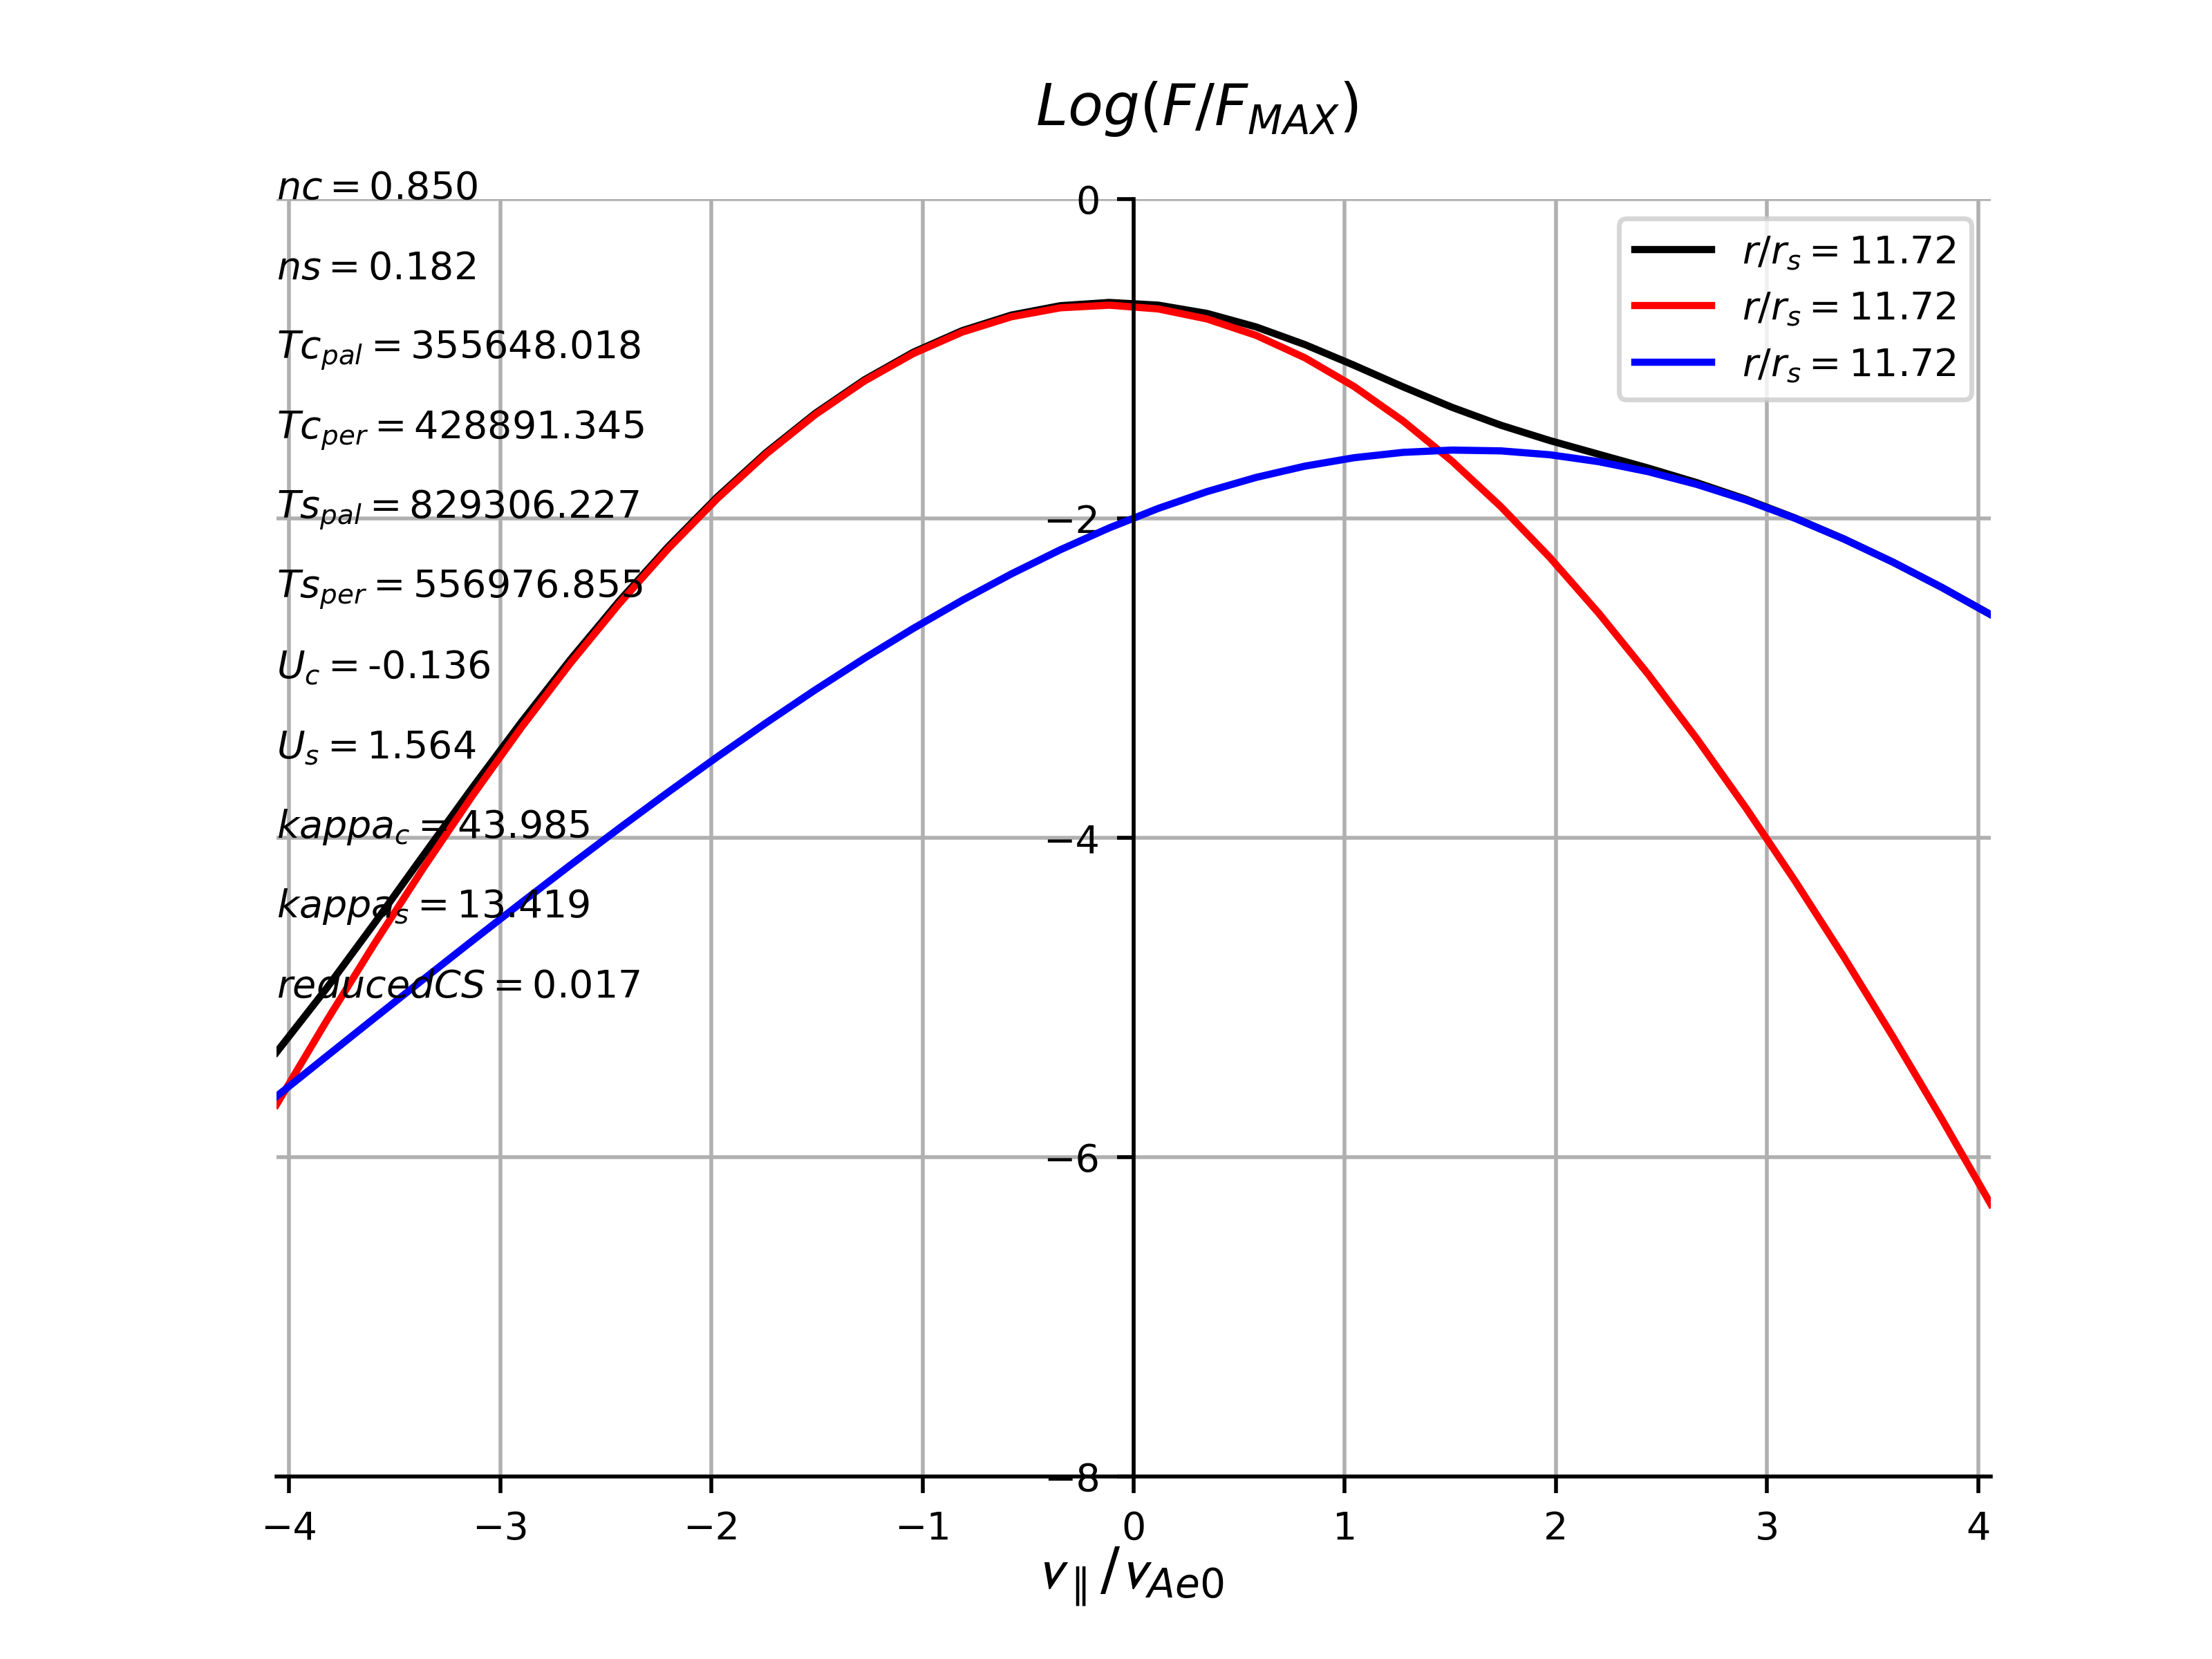 Log(F/F_MAX)
nc = 0.850
ns = 0.182
Tc_pal = 355648.018
Tc_per = 428891.345
Ts_pal = 829306.227
Ts_per = 556976.855
U_c = -0.136
U_s = 1.564
kappa_c = 43.985
kappa_s = 13.419
reducedCS = 0.017
r/r_s = 11.72
r/r_s = 11.72
r/r_s = 11.72
0
−2
−4
−6
−8
−4 −3 −2 −1 0 1 2 3 4
v_∥/v_Ae0